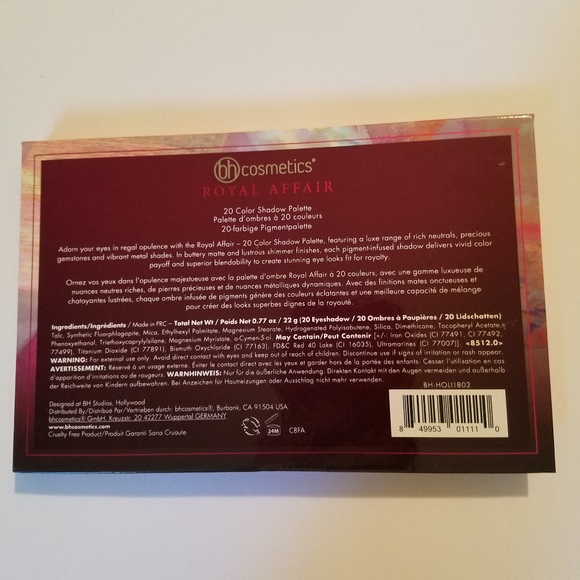 bhcosmetics®
ROYAL AFFAIR
20 Color Shadow Palette
Palette d'ombres à 20 couleurs
20-farbige Pigmentpalette
Adorn your eyes in regal opulence with the Royal Affair – 20 Color Shadow Palette, featuring a luxe range of rich neutrals, precious
gemstones and vibrant metal shades. In buttery matte and lustrous shimmer finishes, each pigment-infused shadow delivers vivid color
payoff and superior blendability to create stunning eye looks fit for royalty.
Ornez vos yeux dans l'opulence majestueuse avec la palette d'ombre Royal Affair à 20 couleurs, avec une gamme luxueuse de
nuances neutres riches, de pierres précieuses et de nuances métalliques vibrantes. Avec des finitions mates onctueuses et
chatoyantes lustrées, chaque ombre infusée de pigments génère des couleurs éclatantes et une meilleure capacité de mélange
pour créer des looks superbes dignes de la royauté.
Ingredients/Ingrédients / Made in PRC – Total Net Wt / Poids Net 0.77 oz / 22 g (20 Eyeshadow / 20 Ombres à Paupières / 20 Lidschatten)
Talc, Synthetic Fluorphlogopite, Mica, Ethylhexyl Palmitate, Magnesium Stearate, Hydrogenated Polyisobutene, Silica, Dimethicone, Tocopheryl Acetate,
Phenoxyethanol, Triethoxycaprylylsilane, Magnesium Myristate, o-Cymen-5-ol. May Contain/Peut Contenir [+/- Iron Oxides (CI 77491, CI 77492,
77499), Titanium Dioxide (CI 77891), Bismuth Oxychloride (CI 77163), FD&C Red 40 Lake (CI 16035), Ultramarines (CI 77007)]. <8512.0>
WARNING: For external use only. Avoid direct contact with eyes and keep out of reach of children. Discontinue use if signs of irritation or rash appear.
AVERTISSEMENT: Réservé à un usage externe. Éviter le contact direct avec les yeux et garder hors de la portée des enfants. Cesser l'utilisation en cas
d'apparition d'irritations ou de rougeurs. WARNHINWEIS: Nur für die äußerliche Anwendung. Direkten Kontakt mit den Augen vermeiden und außerhalb
der Reichweite von Kindern aufbewahren. Bei Anzeichen für Hautreizungen oder Ausschlag nicht mehr verwenden.
BH-HOLI1802
Designed at BH Studios, Hollywood
Distributed By/Distribue Par/Vertrieben durch: bhcosmetics®, Burbank, CA 91504 USA
bhcosmetics® GmbH, Kreuzstr. 20 42277 Wuppertal GERMANY
www.bhcosmetics.com
Cruelty Free Product/Produit Garanti Sana Cruaute
24M
C8FA
8 49953 01111 0